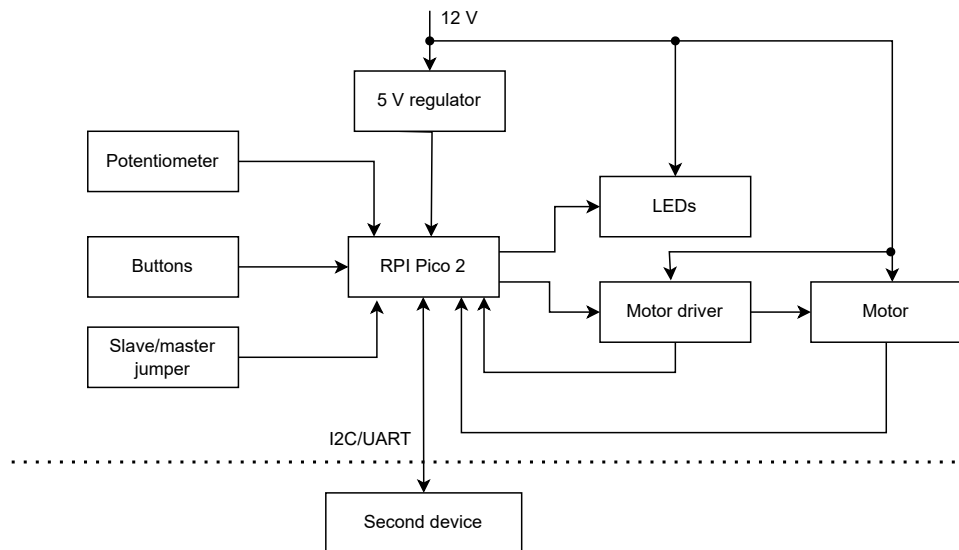 12 V
5 V regulator
Potentiometer
LEDs
Buttons
RPI Pico 2
Motor driver
Motor
Slave/master
jumper
I2C/UART
Second device